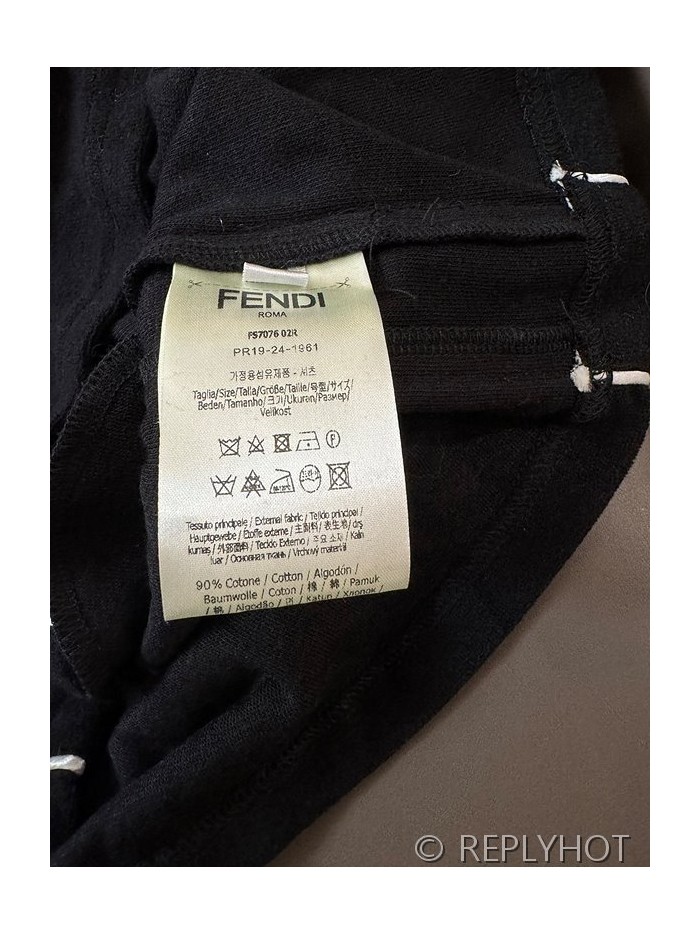 FENDI
ROMA
FS7076 02R
PR19-24-1961
가정용섬유제품 - 셔츠
Taglia/Size/Talla/Größe/Taille/号型/サイズ/
Beden/Tamanho/크기/Ukuran/Размер/
Velikost
Tessuto principale / External fabric / Tejido principal /
Hauptgewebe / Etoffe externe / 主面料 / 表生地 / dış
kumaş / 外部面料 / Tecido Externo / 주요 소재 / Kain
luar / Основная ткань / Vrchový materiál
90% Cotone / Cotton / Algodón /
Baumwolle / Coton / 棉 / 綿 / Pamuk
/ 棉 / Algodão / 면 / Katun / Хлопок /
© REPLYHOT